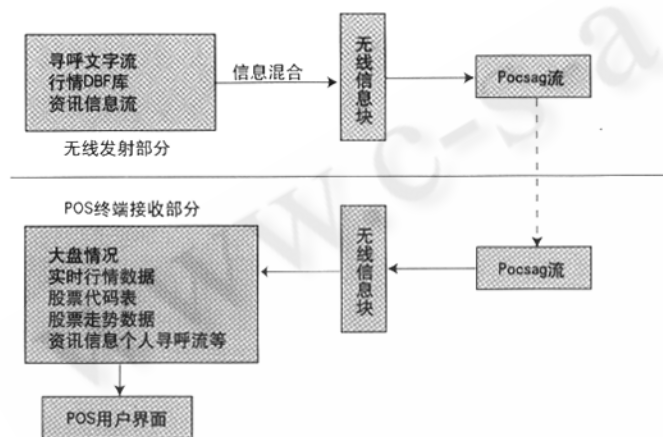 寻呼文字流
行情DBF库
资讯信息流
信息混合
无线信息块
Pocsag流
无线发射部分
POS终端接收部分
大盘情况
实时行情数据
股票代码表
股票走势数据
资讯信息个人寻呼流等
无线信息块
Pocsag流
POS用户界面
www.c-s-a